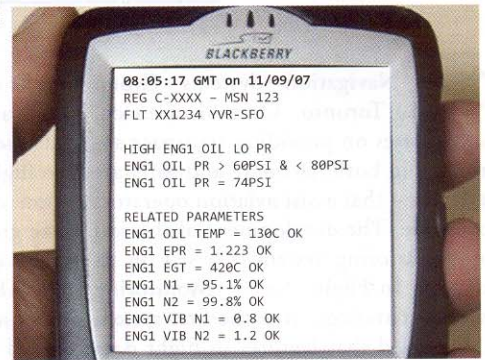 BLACKBERRY
08:05:17 GMT on 11/09/07
REG C-XXXX – MSN 123
FLT XX1234 YVR-SFO
HIGH ENG1 OIL LO PR
ENG1 OIL PR > 60PSI & < 80PSI
ENG1 OIL PR = 74PSI
RELATED PARAMETERS
ENG1 OIL TEMP = 130C OK
ENG1 EPR = 1.223 OK
ENG1 EGT = 420C OK
ENG1 N1 = 95.1% OK
ENG1 N2 = 99.8% OK
ENG1 VIB N1 = 0.8 OK
ENG1 VIB N2 = 1.2 OK